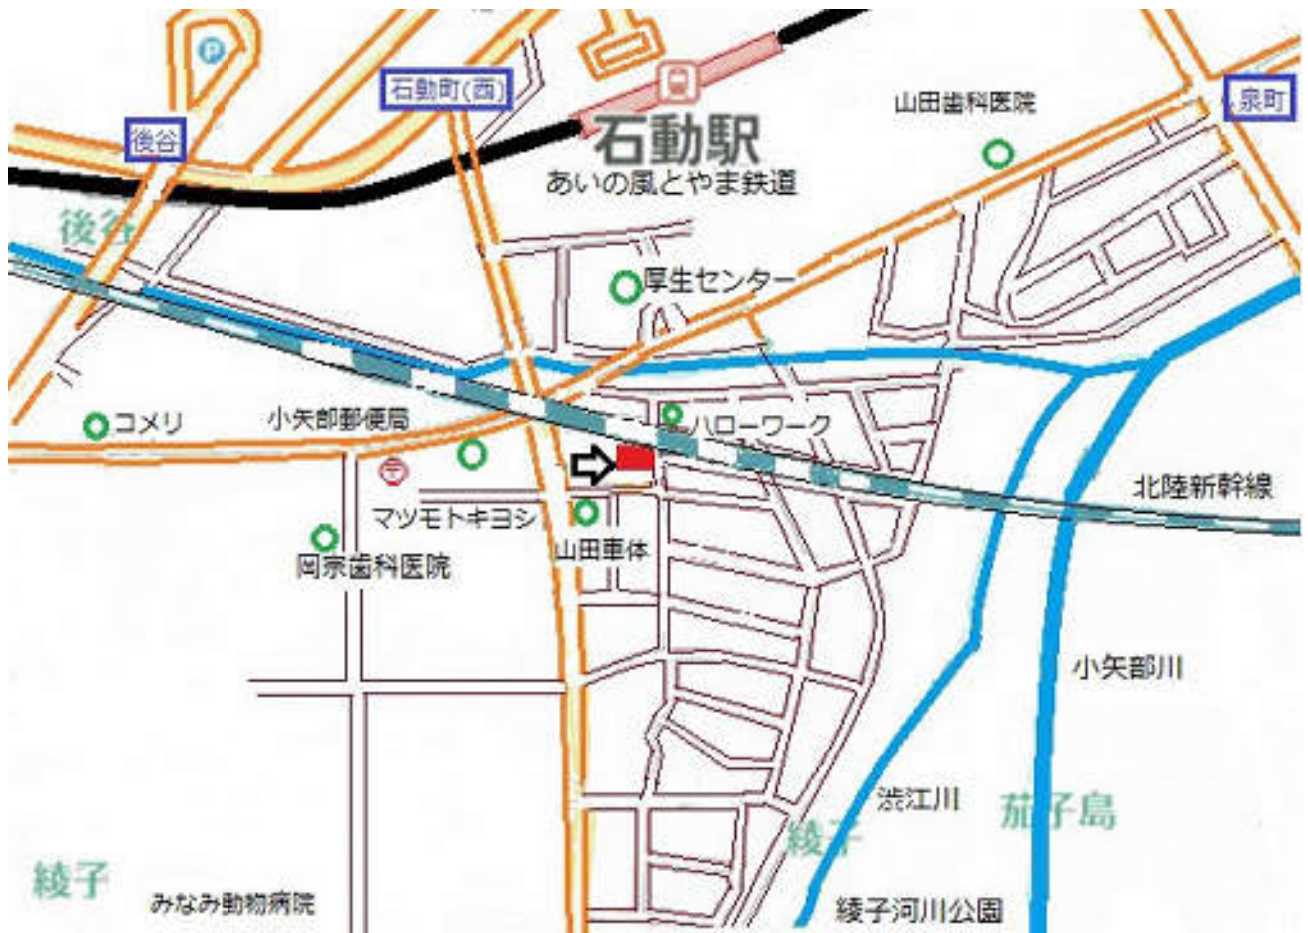 P
石動町(西)
泉町
山田歯科医院
後谷
石動駅
あいの風とやま鉄道
後谷
厚生センター
コメリ
小矢部郵便局
ハローワーク
〒
北陸新幹線
マツモトキヨシ
山田車体
岡宗歯科医院
小矢部川
渋江川
茄子島
綾子
綾子
みなみ動物病院
綾子河川公園